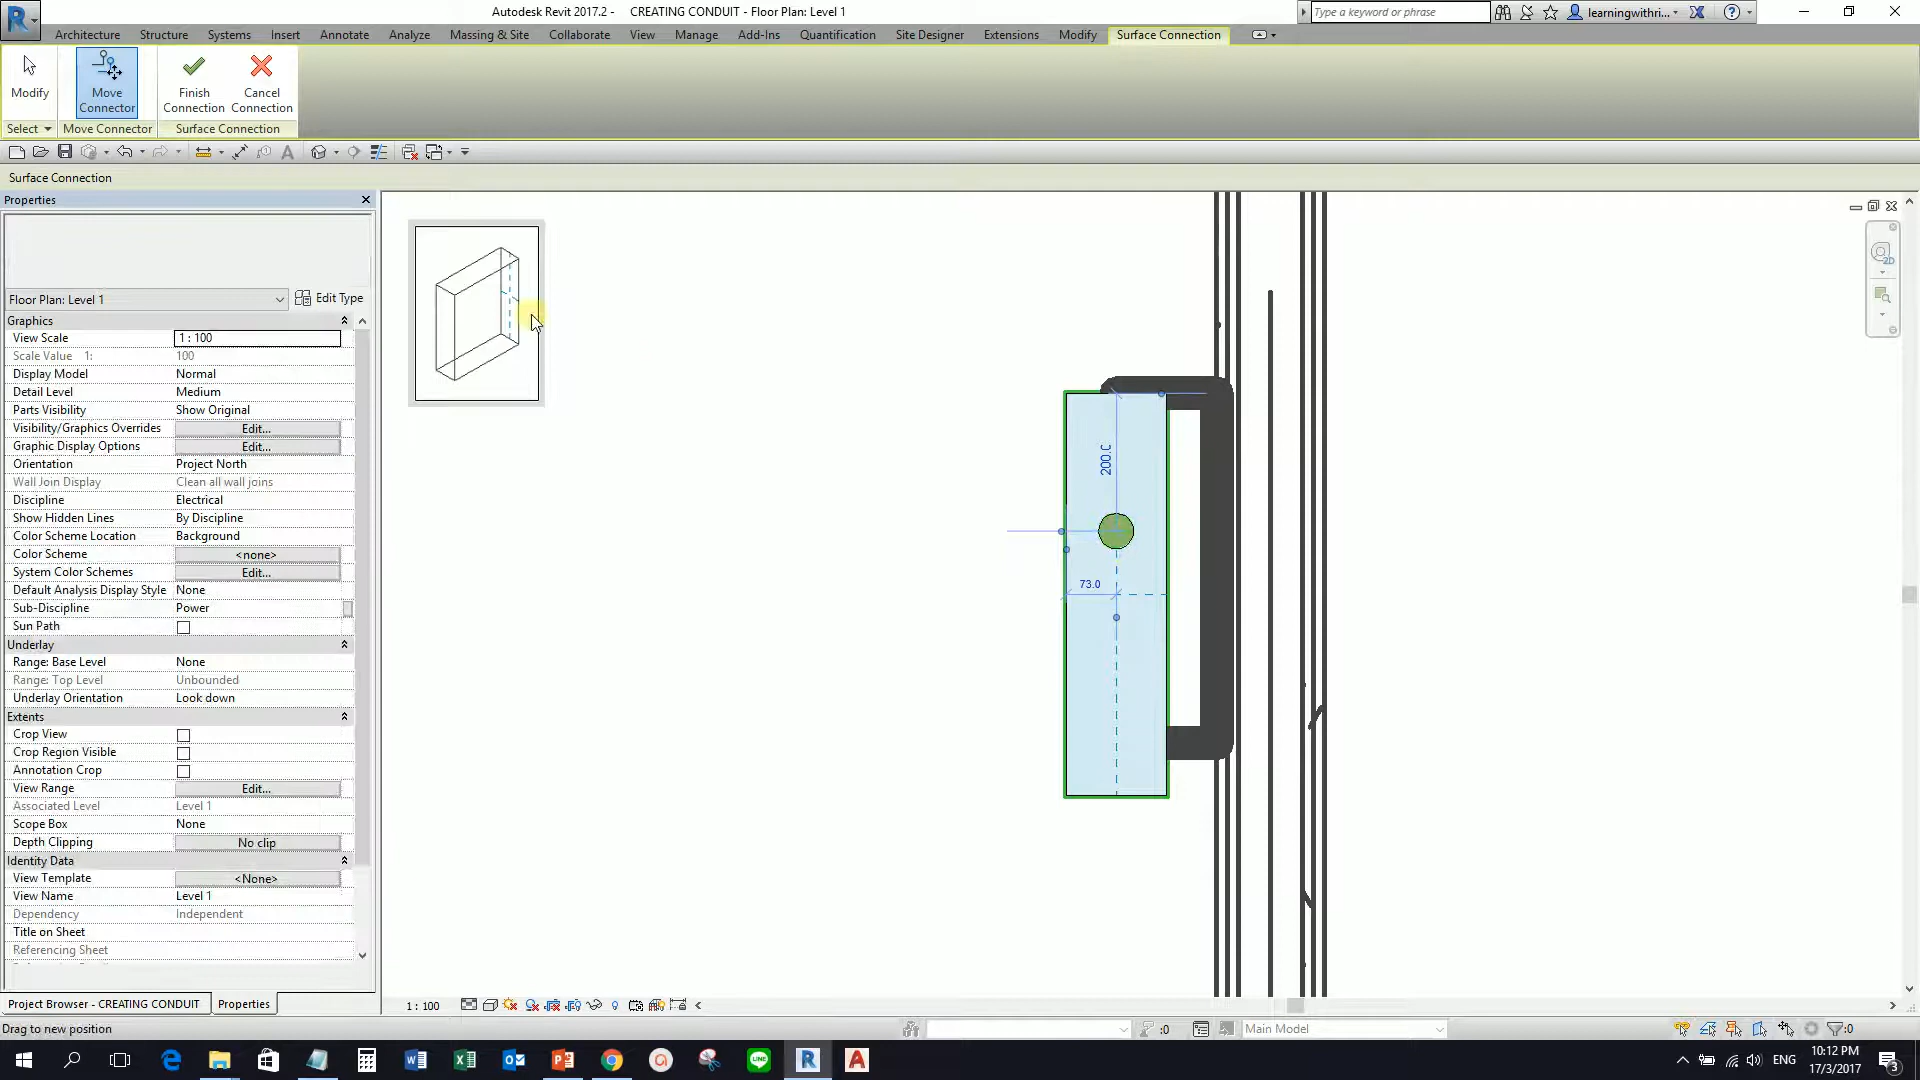 Autodesk Revit 2017.2 - CREATING CONDUIT - Floor Plan: Level 1
Type a keyword or phrase
learningwithri...
Architecture Structure Systems Insert Annotate Analyze Massing & Site Collaborate View Manage Add-Ins Quantification Site Designer Extensions Modify Surface Connection
Modify
Move Connector
Finish Connection
Cancel Connection
Select Move Connector Surface Connection
Surface Connection
Properties
Floor Plan: Level 1 Edit Type
Graphics
View Scale 1 : 100
Scale Value 1: 100
Display Model Normal
Detail Level Medium
Parts Visibility Show Original
Visibility/Graphics Overrides Edit...
Graphic Display Options Edit...
Orientation Project North
Wall Join Display Clean all wall joins
Discipline Electrical
Show Hidden Lines By Discipline
Color Scheme Location Background
Color Scheme <none>
System Color Schemes Edit...
Default Analysis Display Style None
Sub-Discipline Power
Sun Path
Underlay
Range: Base Level None
Range: Top Level Unbounded
Underlay Orientation Look down
Extents
Crop View
Crop Region Visible
Annotation Crop
View Range Edit...
Associated Level Level 1
Scope Box None
Depth Clipping No clip
Identity Data
View Template <None>
View Name Level 1
Dependency Independent
Title on Sheet
Referencing Sheet
200.0
73.0
2D
Project Browser - CREATING CONDUIT Properties
1 : 100
Drag to new position
:0
Main Model
:0
LINE
ENG
10:12 PM
17/3/2017
3